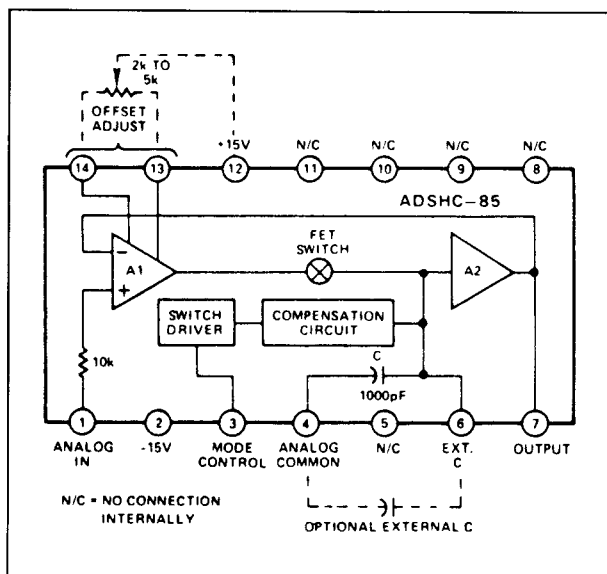 2k TO
5k
OFFSET
ADJUST
+15V
N/C
N/C
N/C
N/C
14
13
12
11
10
9
8
ADSHC-85
FET
SWITCH
−
A1
+
A2
SWITCH
DRIVER
COMPENSATION
CIRCUIT
10k
C
1000pF
1
2
3
4
5
6
7
ANALOG
IN
-15V
MODE
CONTROL
ANALOG
COMMON
N/C
EXT.
C
OUTPUT
N/C = NO CONNECTION
INTERNALLY
OPTIONAL EXTERNAL C